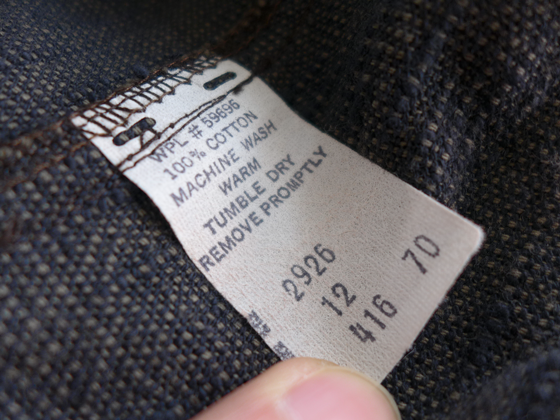 WPL # 59696
100% COTTON
MACHINE WASH
WARM
TUMBLE DRY
REMOVE PROMPTLY
2926
12 70
416